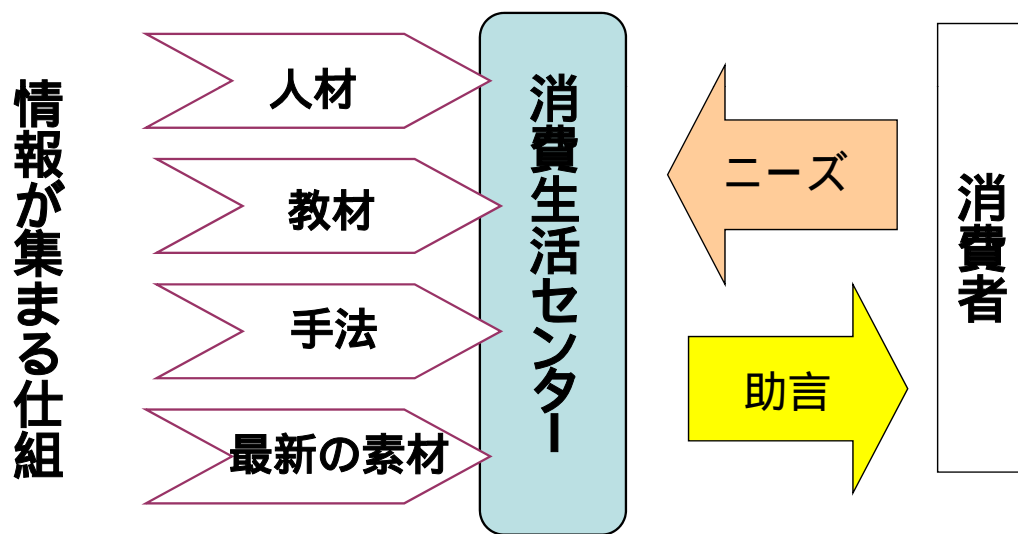 情報が集まる仕組
人材
教材
手法
最新の素材
消費生活センター
ニーズ
助言
消費者